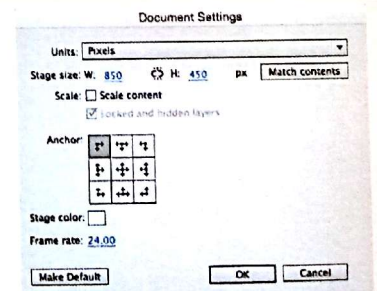 Document Settings
Units: Pixels
Stage size: W: 850 H: 450 px Match contents
Scale: Scale content
Locked and hidden layers
Anchor:
Stage color:
Frame rate: 24.00
Make Default OK Cancel